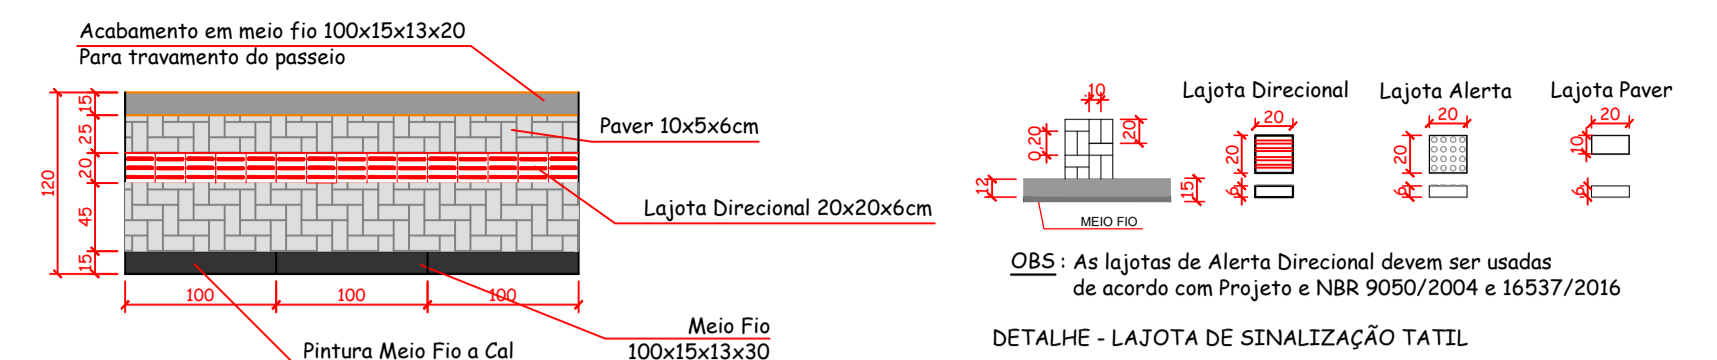 Acabamento em meio fio 100x15x13x20
Para travamento do passeio
15
25
20
45
15
120
100
100
100
Paver 10x5x6cm
Lajota Direcional 20x20x6cm
Meio Fio
100x15x13x30
Pintura Meio Fio a Cal
10
0,20
20
12
15
MEIO FIO
Lajota Direcional
20
20
6
Lajota Alerta
20
20
6
Lajota Paver
20
10
6
OBS : As lajotas de Alerta Direcional devem ser usadas
de acordo com Projeto e NBR 9050/2004 e 16537/2016
DETALHE - LAJOTA DE SINALIZAÇÃO TATIL